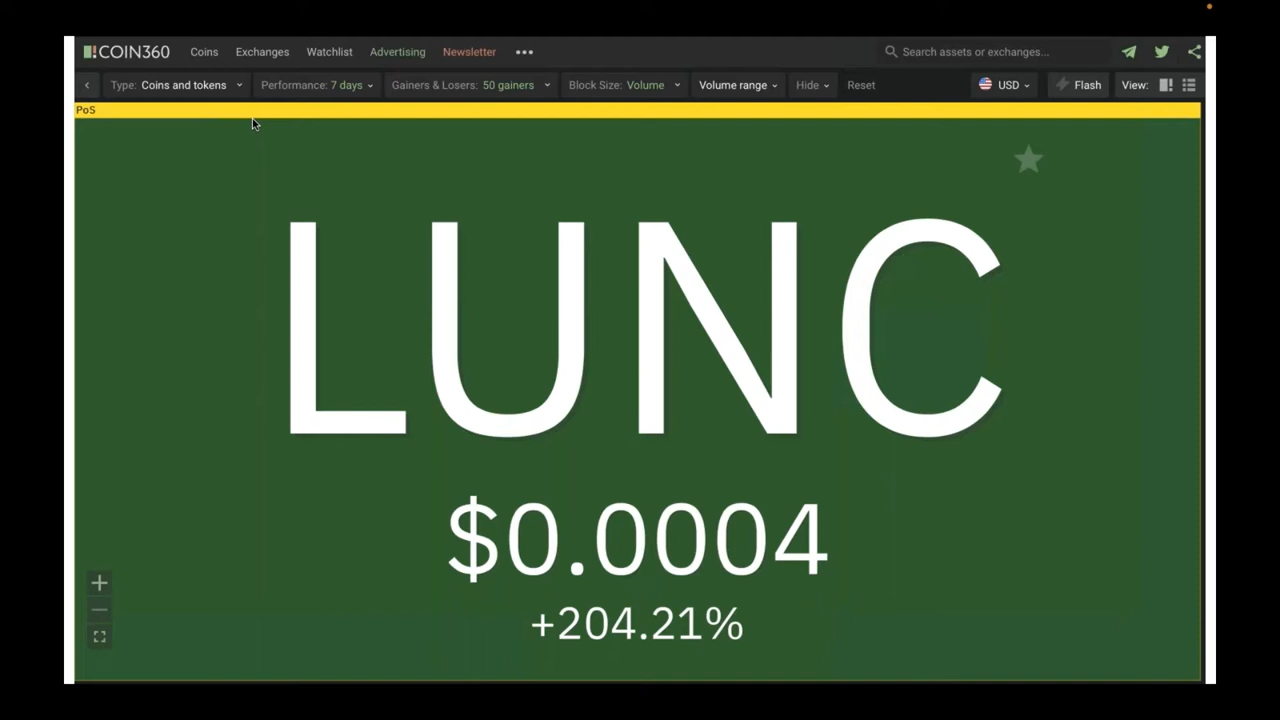 COIN360 Coins Exchanges Watchlist Advertising Newsletter ••• Search assets or exchanges...
Type: Coins and tokens Performance: 7 days Gainers & Losers: 50 gainers Block Size: Volume Volume range Hide Reset USD Flash View:
PoS
LUNC
$0.0004
+204.21%